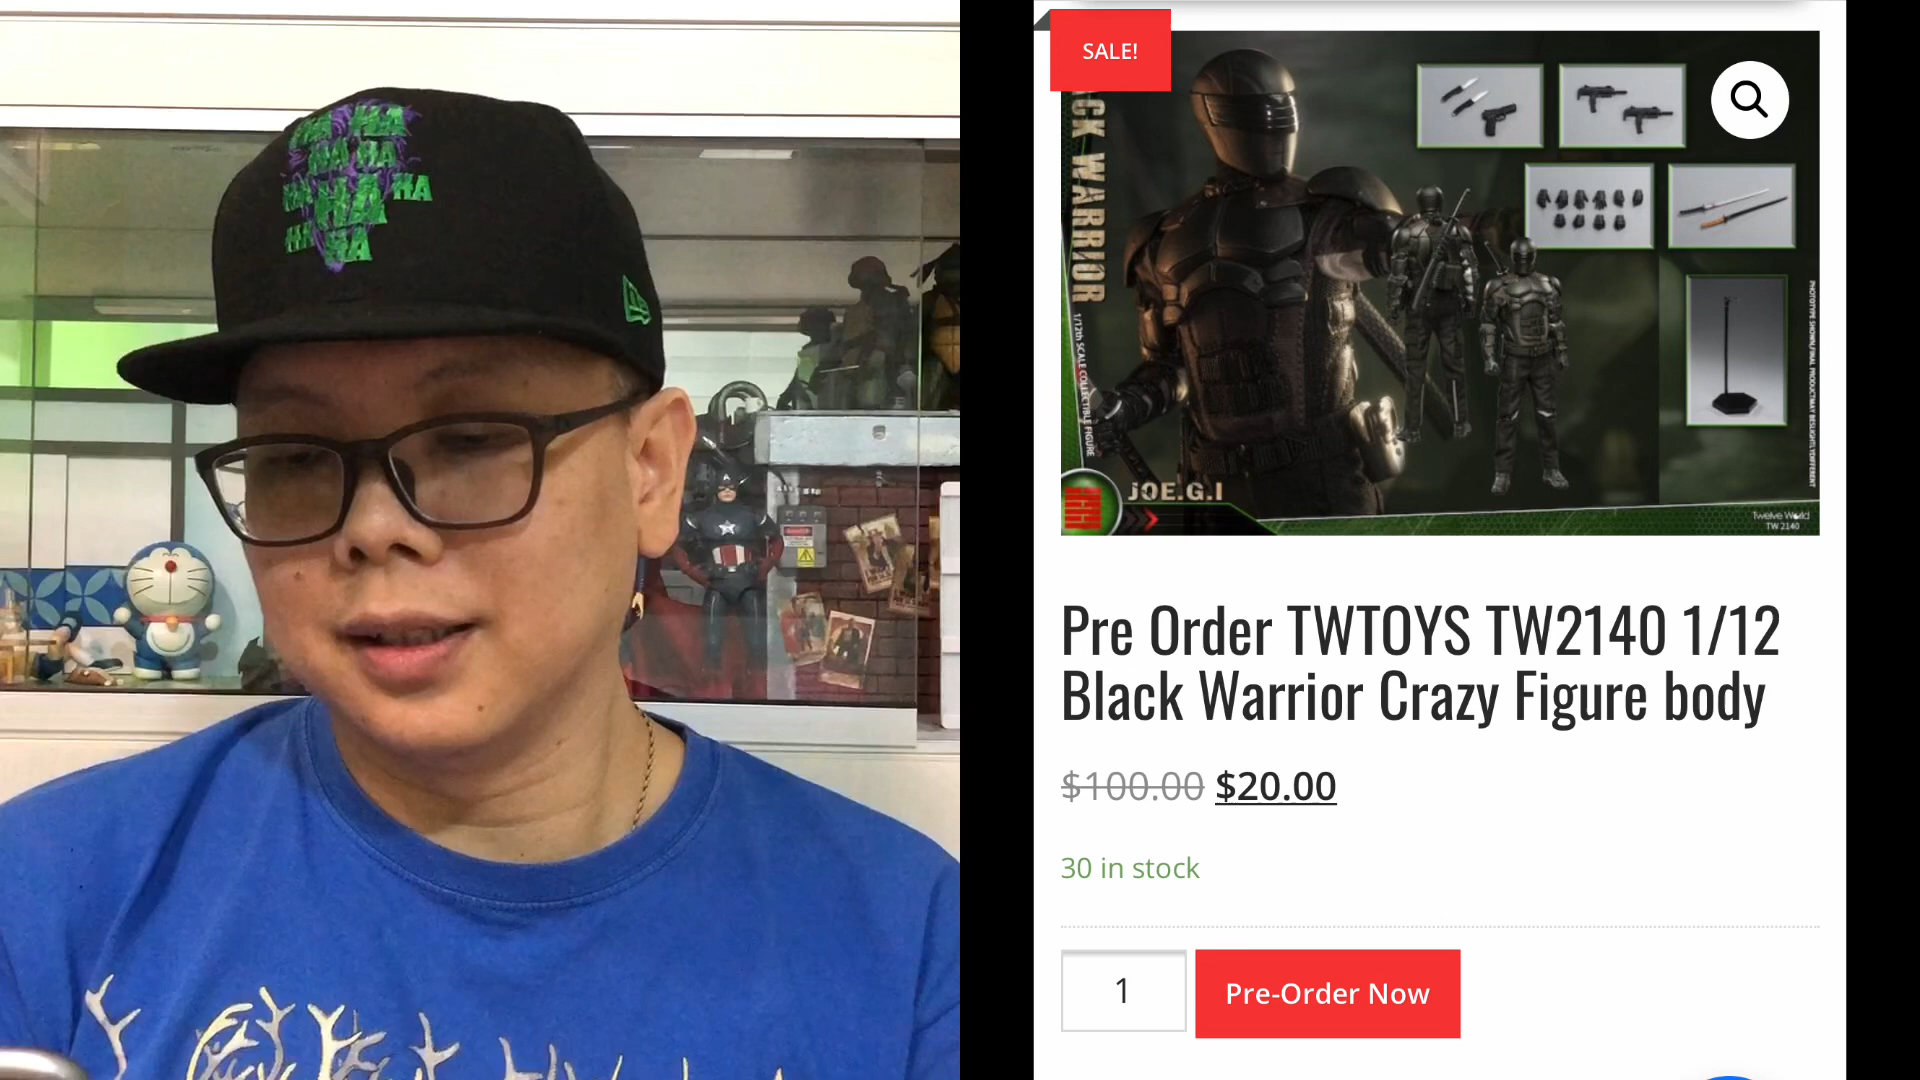 HA HA
HA HA
HA HA HA
HA HA
SALE!
CK WARRIOR
1/12th SCALE COLLECTIBLE FIGURE
JOE.G.I
Twelve World
TW 2140
Pre Order TWTOYS TW2140 1/12
Black Warrior Crazy Figure body
$100.00 $20.00
30 in stock
1
Pre-Order Now